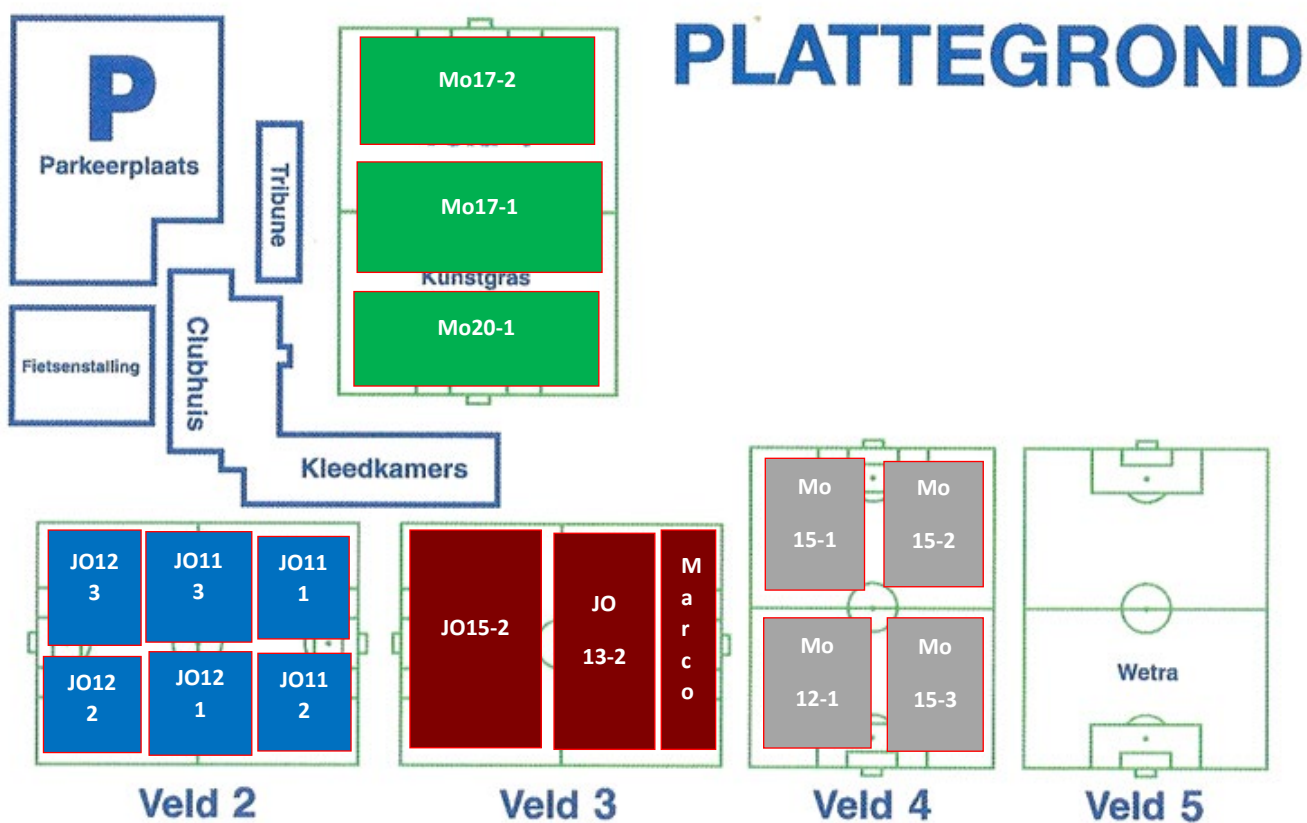 PLATTEGROND
P
Parkeerplaats
Tribune
Mo17-2
Mo17-1
Kunstgras
Mo20-1
Fietsenstalling
Clubhuis
Kleedkamers
JO12
3
JO11
3
JO11
1
JO12
2
JO12
1
JO11
2
Veld 2
JO15-2
JO
13-2
Marco
Veld 3
Mo
15-1
Mo
15-2
Mo
12-1
Mo
15-3
Veld 4
Wetra
Veld 5